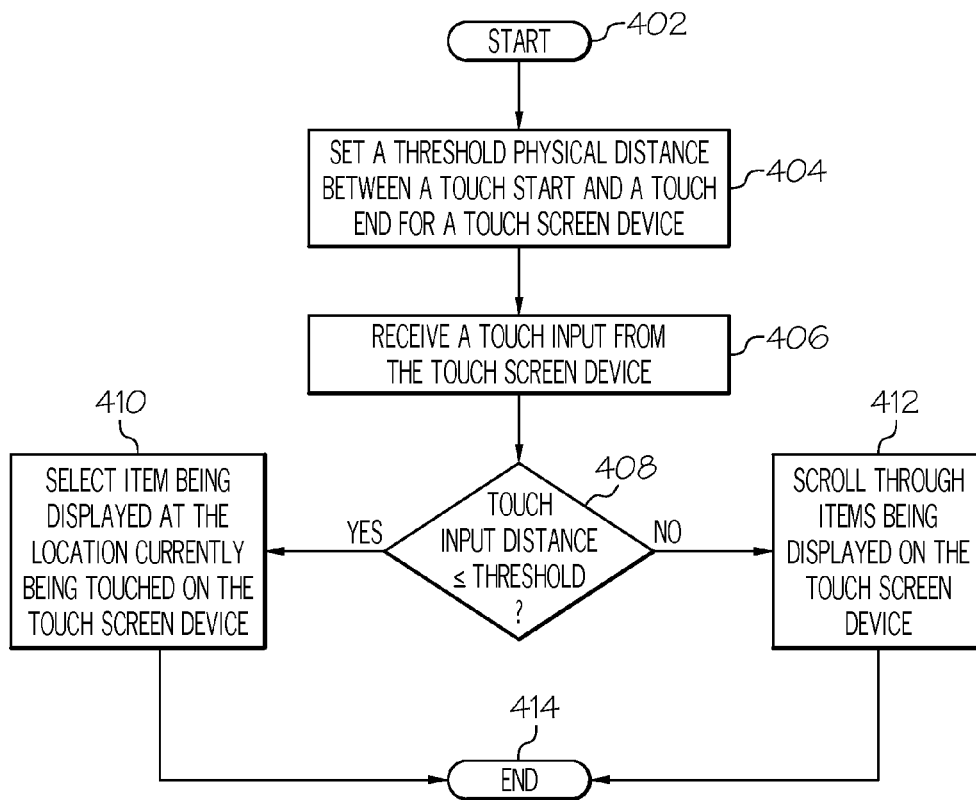 START
402
SET A THRESHOLD PHYSICAL DISTANCE
BETWEEN A TOUCH START AND A TOUCH
END FOR A TOUCH SCREEN DEVICE
404
RECEIVE A TOUCH INPUT FROM
THE TOUCH SCREEN DEVICE
406
408
TOUCH
INPUT DISTANCE
≤ THRESHOLD
?
YES
NO
410
SELECT ITEM BEING
DISPLAYED AT THE
LOCATION CURRENTLY
BEING TOUCHED ON THE
TOUCH SCREEN DEVICE
412
SCROLL THROUGH
ITEMS BEING
DISPLAYED ON THE
TOUCH SCREEN
DEVICE
414
END